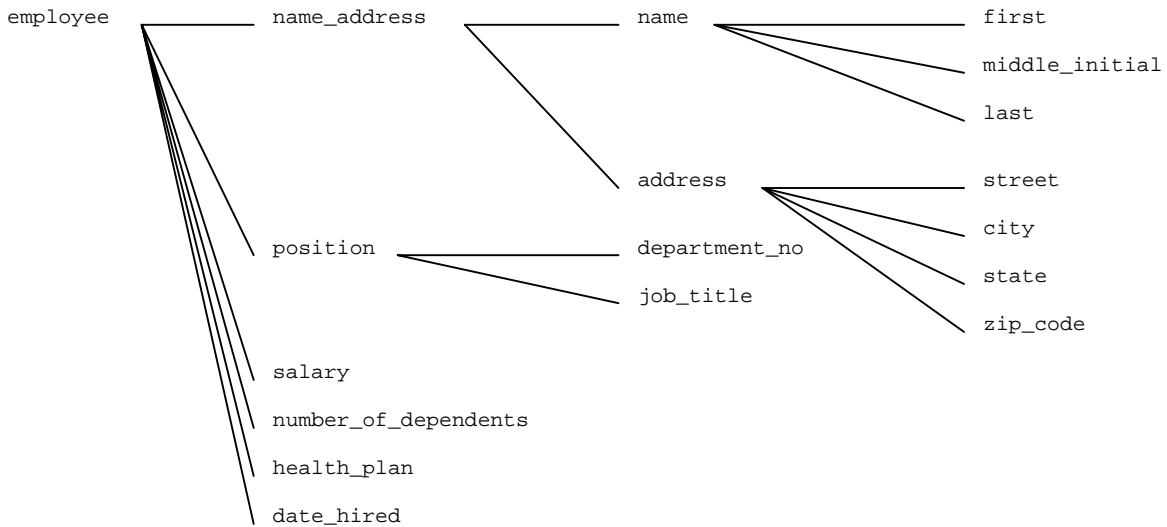 employee name_address name first
middle_initial
last
address street
city
position department_no state
job_title zip_code
salary
number_of_dependents
health_plan
date_hired